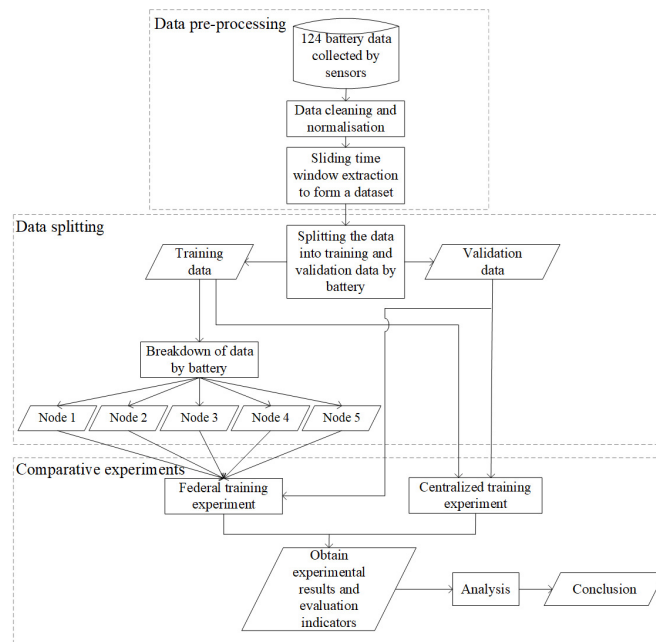 Data pre-processing
124 battery data
collected by
sensors
Data cleaning and
normalisation
Sliding time
window extraction
to form a dataset
Data splitting
Training
data
Splitting the data
into training and
validation data by
battery
Validation
data
Breakdown of data
by battery
Node 1
Node 2
Node 3
Node 4
Node 5
Comparative experiments
Federal training
experiment
Centralized training
experiment
Obtain
experimental
results and
evaluation
indicators
Analysis
Conclusion